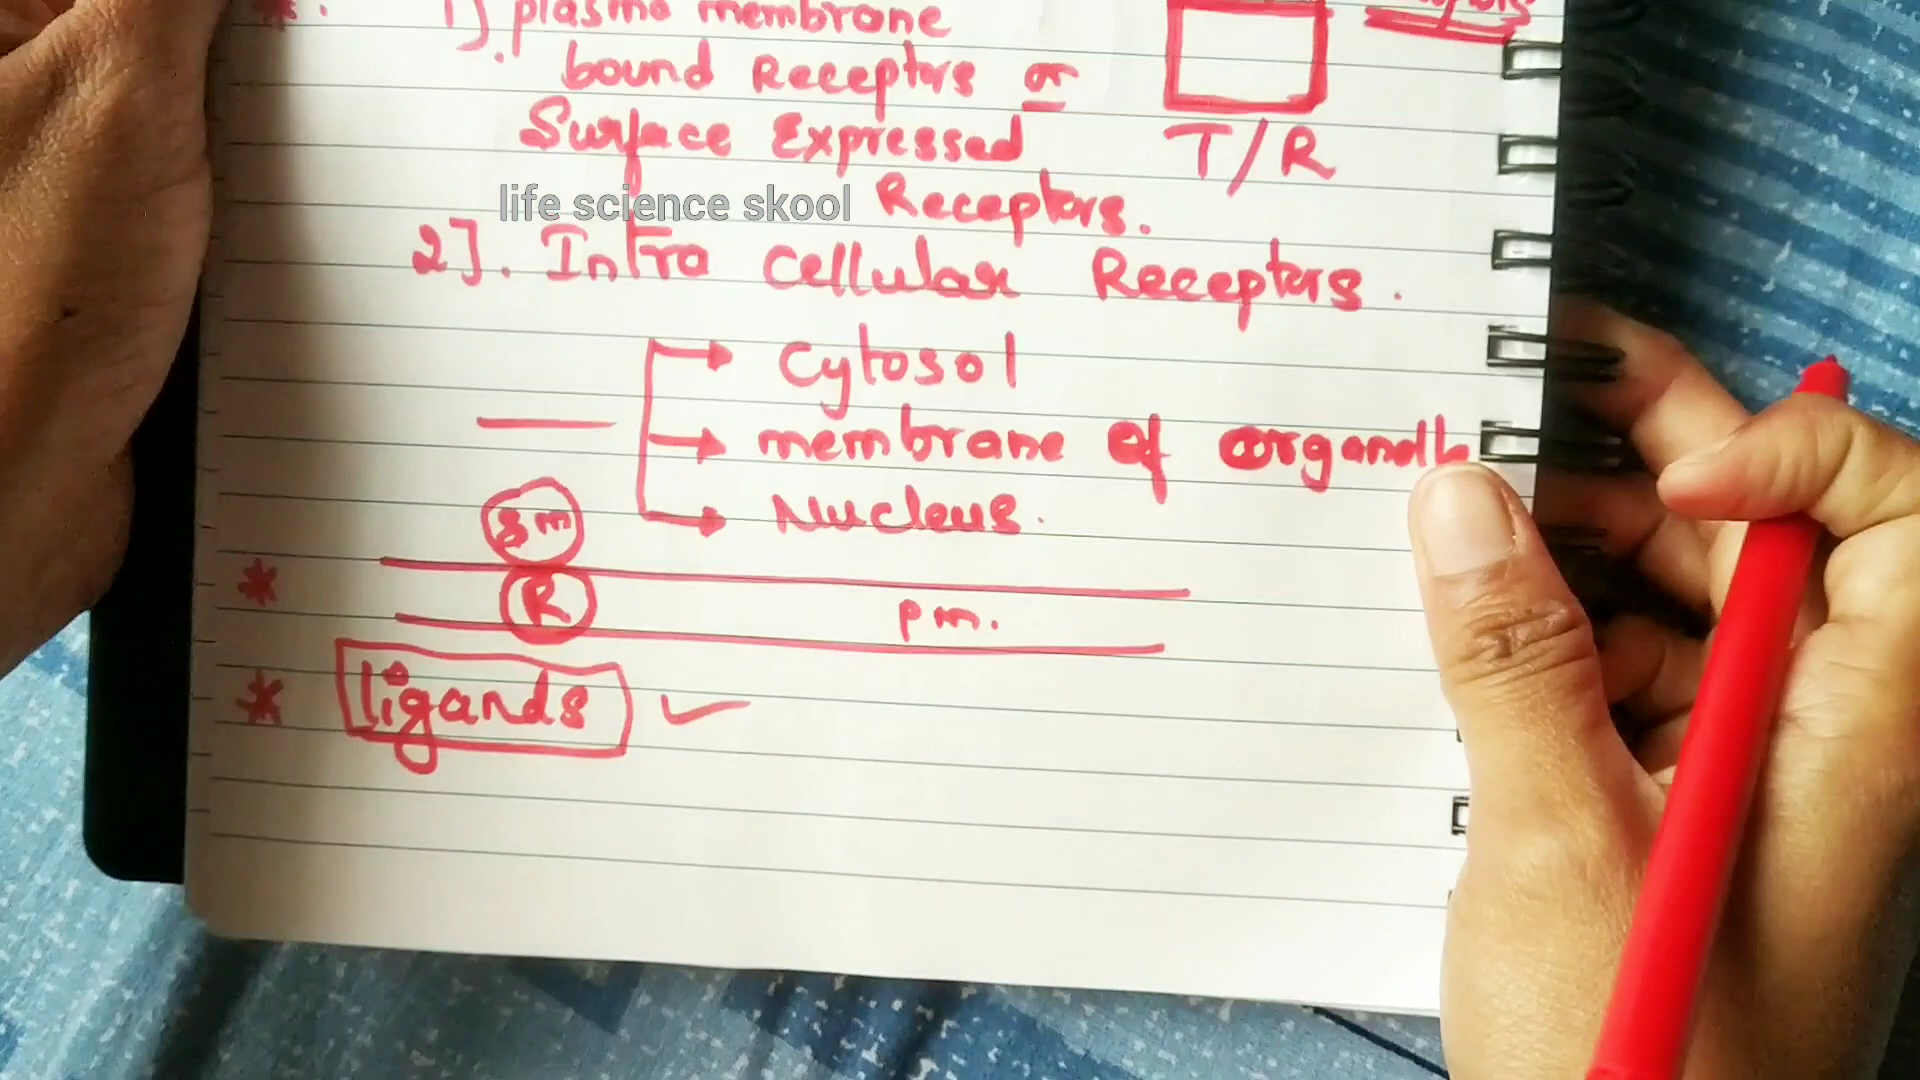 1]. plasma membrane
bound Receptors or
Surface Expressed
T/R
life science skool
Receptors.
2]. Intra Cellular Receptors.
Cytosol
membrane of
Nucleus.
Sm
R
pm.
* ligands